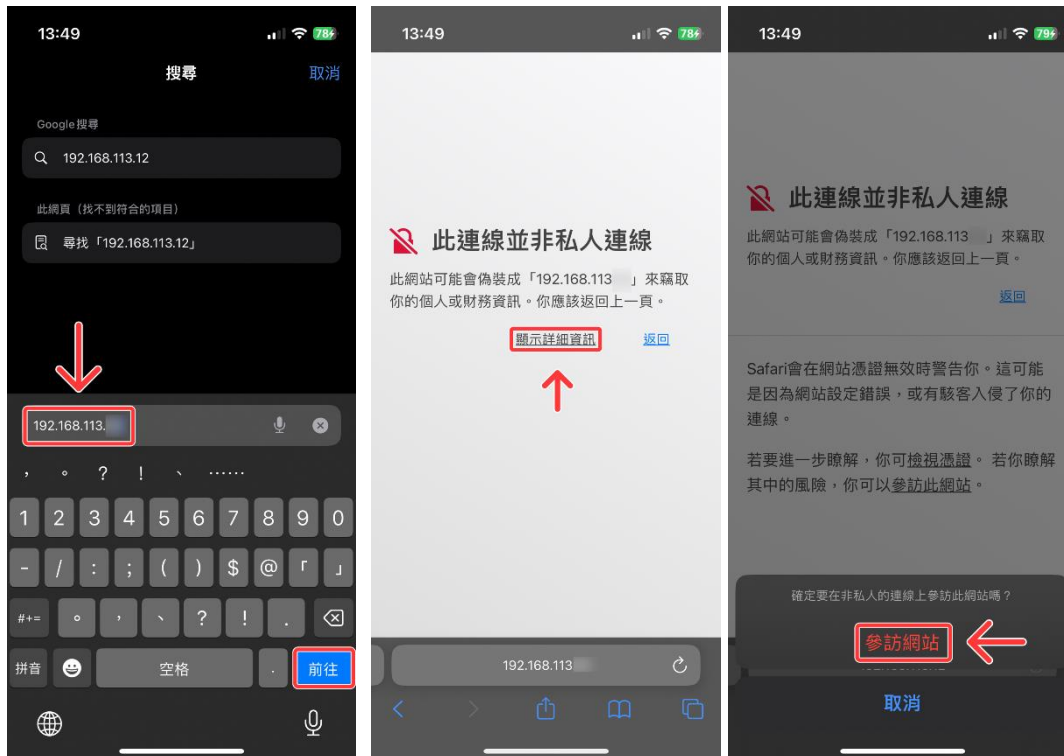 13:49
78
搜尋
取消
Google 搜尋
192.168.113.12
此網頁（找不到符合的項目）
尋找「192.168.113.12」
192.168.113.
， 。 ？ ！ 、 ……
1 2 3 4 5 6 7 8 9 0
- / : ; ( ) $ @ 「 」
#+= 。 ， 、 ? ! .
拼音 空格 . 前往
13:49
78
此連線並非私人連線
此網站可能會偽裝成「192.168.113 」來竊取
你的個人或財務資訊。你應該返回上一頁。
顯示詳細資訊 返回
192.168.113
13:49
79
此連線並非私人連線
此網站可能會偽裝成「192.168.113 」來竊取
你的個人或財務資訊。你應該返回上一頁。
返回
Safari會在網站憑證無效時警告你。這可能
是因為網站設定錯誤，或有駭客入侵了你的
連線。
若要進一步瞭解，你可檢視憑證。 若你瞭解
其中的風險，你可以參訪此網站。
確定要在非私人的連線上參訪此網站嗎？
參訪網站
取消